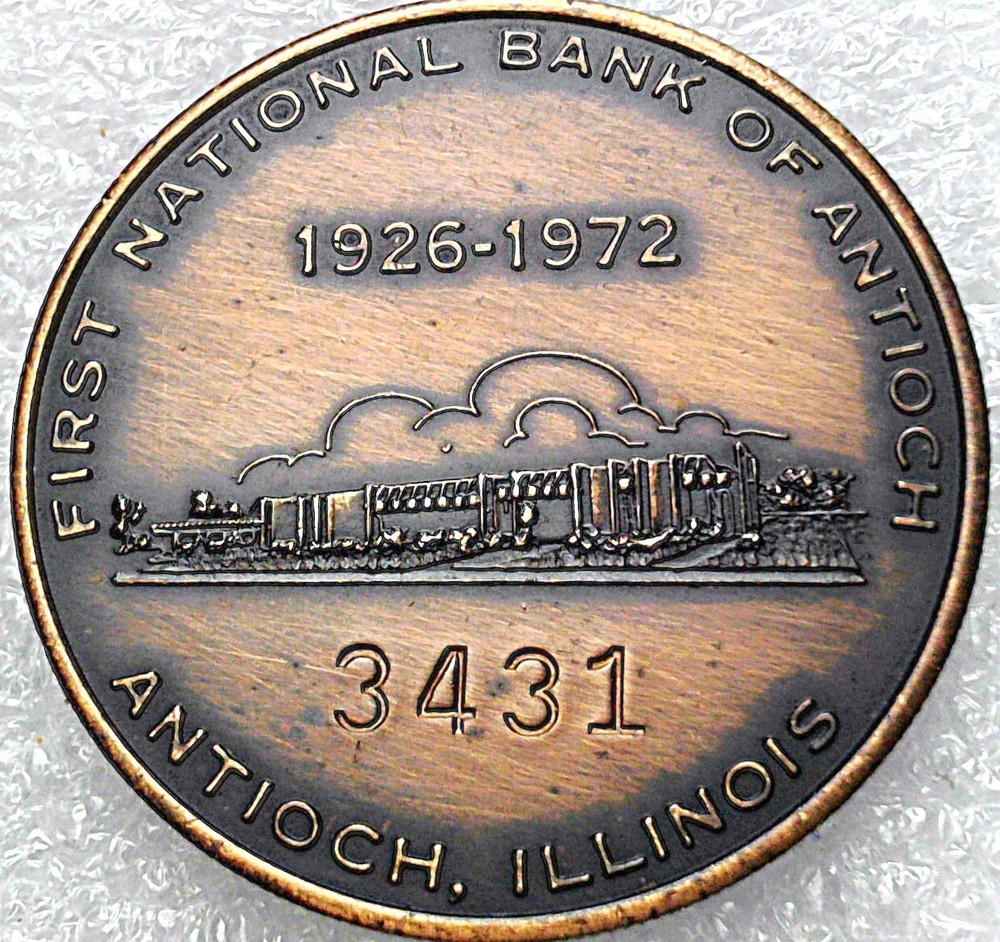 FIRST NATIONAL BANK OF ANTIOCH
1926-1972
3431
ANTIOCH, ILLINOIS